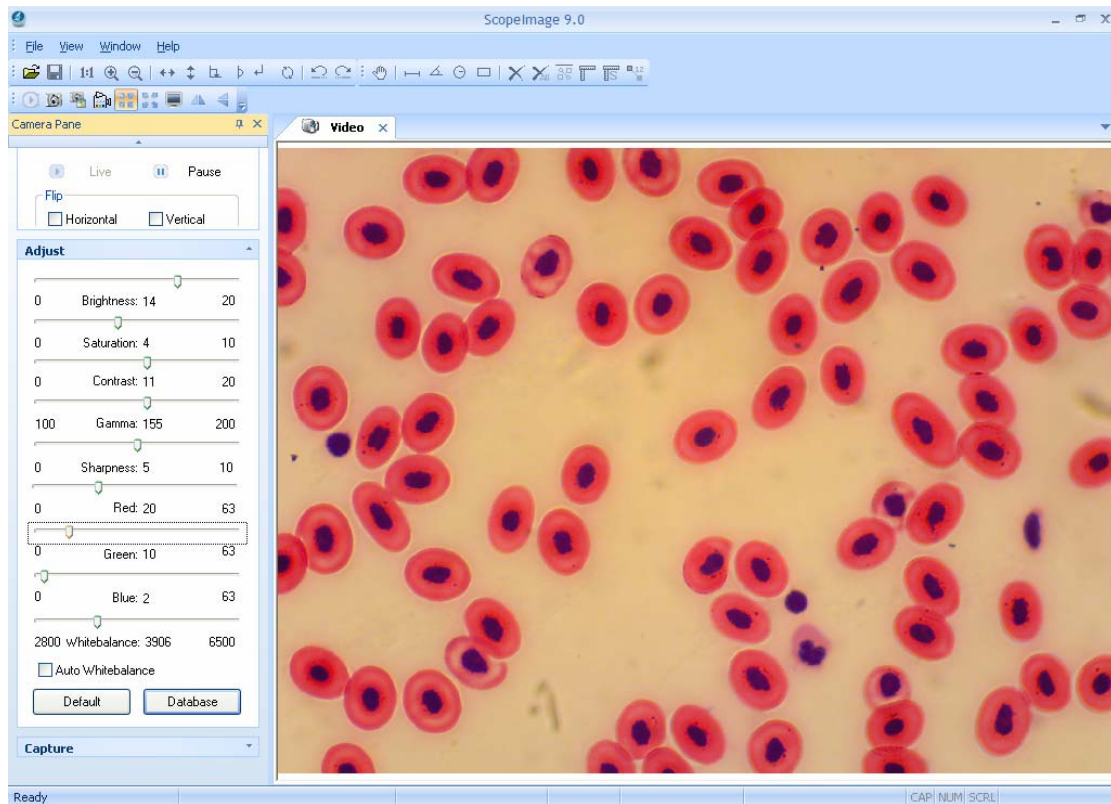 ScopeImage 9.0
File View Window Help
1:1
Camera Pane
Video
Live Pause
Flip
Horizontal Vertical
Adjust
0 Brightness: 14 20
0 Saturation: 4 10
0 Contrast: 11 20
100 Gamma: 155 200
0 Sharpness: 5 10
0 Red: 20 63
0 Green: 10 63
0 Blue: 2 63
2800 Whitebalance: 3906 6500
Auto Whitebalance
Default Database
Capture
Ready CAP NUM SCRL